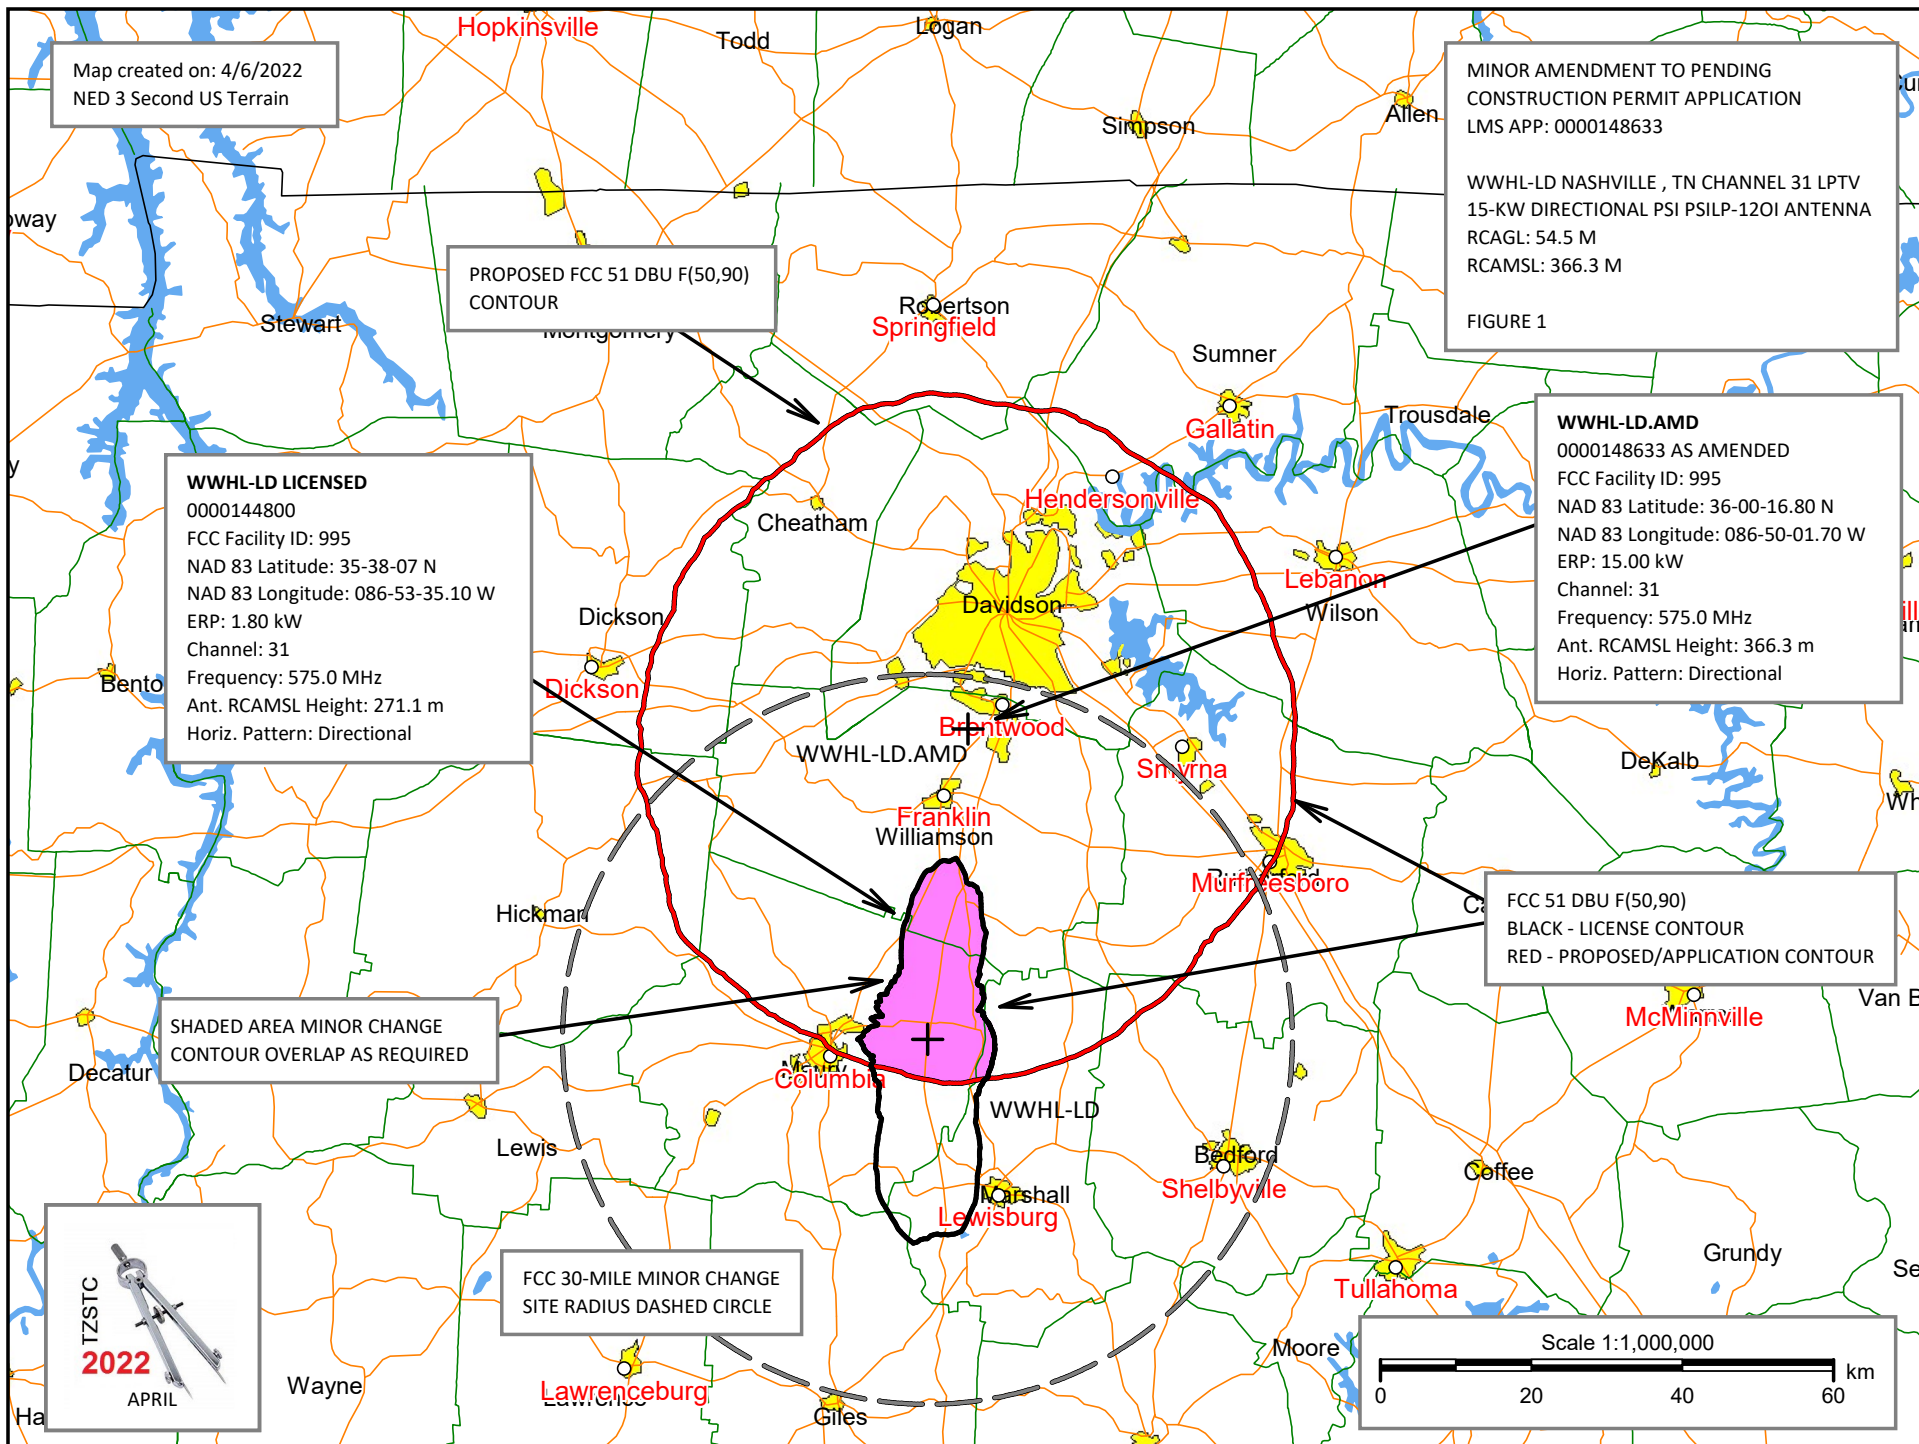 Hopkinsville
Todd
Logan
Map created on: 4/6/2022
NED 3 Second US Terrain
MINOR AMENDMENT TO PENDING
CONSTRUCTION PERMIT APPLICATION
LMS APP: 0000148633
WWHL-LD NASHVILLE , TN CHANNEL 31 LPTV
15-KW DIRECTIONAL PSI PSILP-12OI ANTENNA
RCAGL: 54.5 M
RCAMSL: 366.3 M
FIGURE 1
Allen
Simpson
PROPOSED FCC 51 DBU F(50,90)
CONTOUR
Stewart
Montgomery
Robertson
Springfield
Sumner
Gallatin
Trousdale
Hendersonville
WWHL-LD LICENSED
0000144800
FCC Facility ID: 995
NAD 83 Latitude: 35-38-07 N
NAD 83 Longitude: 086-53-35.10 W
ERP: 1.80 kW
Channel: 31
Frequency: 575.0 MHz
Ant. RCAMSL Height: 271.1 m
Horiz. Pattern: Directional
WWHL-LD.AMD
0000148633 AS AMENDED
FCC Facility ID: 995
NAD 83 Latitude: 36-00-16.80 N
NAD 83 Longitude: 086-50-01.70 W
ERP: 15.00 kW
Channel: 31
Frequency: 575.0 MHz
Ant. RCAMSL Height: 366.3 m
Horiz. Pattern: Directional
Cheatham
Lebanon
Wilson
Davidson
Dickson
Dickson
Bento
Brentwood
WWHL-LD.AMD
Smyrna
DeKalb
Wh
Franklin
Williamson
Murfreesboro
Hickman
Ca
FCC 51 DBU F(50,90)
BLACK - LICENSE CONTOUR
RED - PROPOSED/APPLICATION CONTOUR
Van B
McMinnville
SHADED AREA MINOR CHANGE
CONTOUR OVERLAP AS REQUIRED
Decatur
Maury
Columbia
WWHL-LD
Lewis
Bedford
Shelbyville
Coffee
Marshall
Lewisburg
Grundy
Se
Tullahoma
TZSTC
2022
APRIL
FCC 30-MILE MINOR CHANGE
SITE RADIUS DASHED CIRCLE
Moore
Scale 1:1,000,000
km
0 20 40 60
Wayne
Lawrenceburg
Lawrence
Giles
Ha